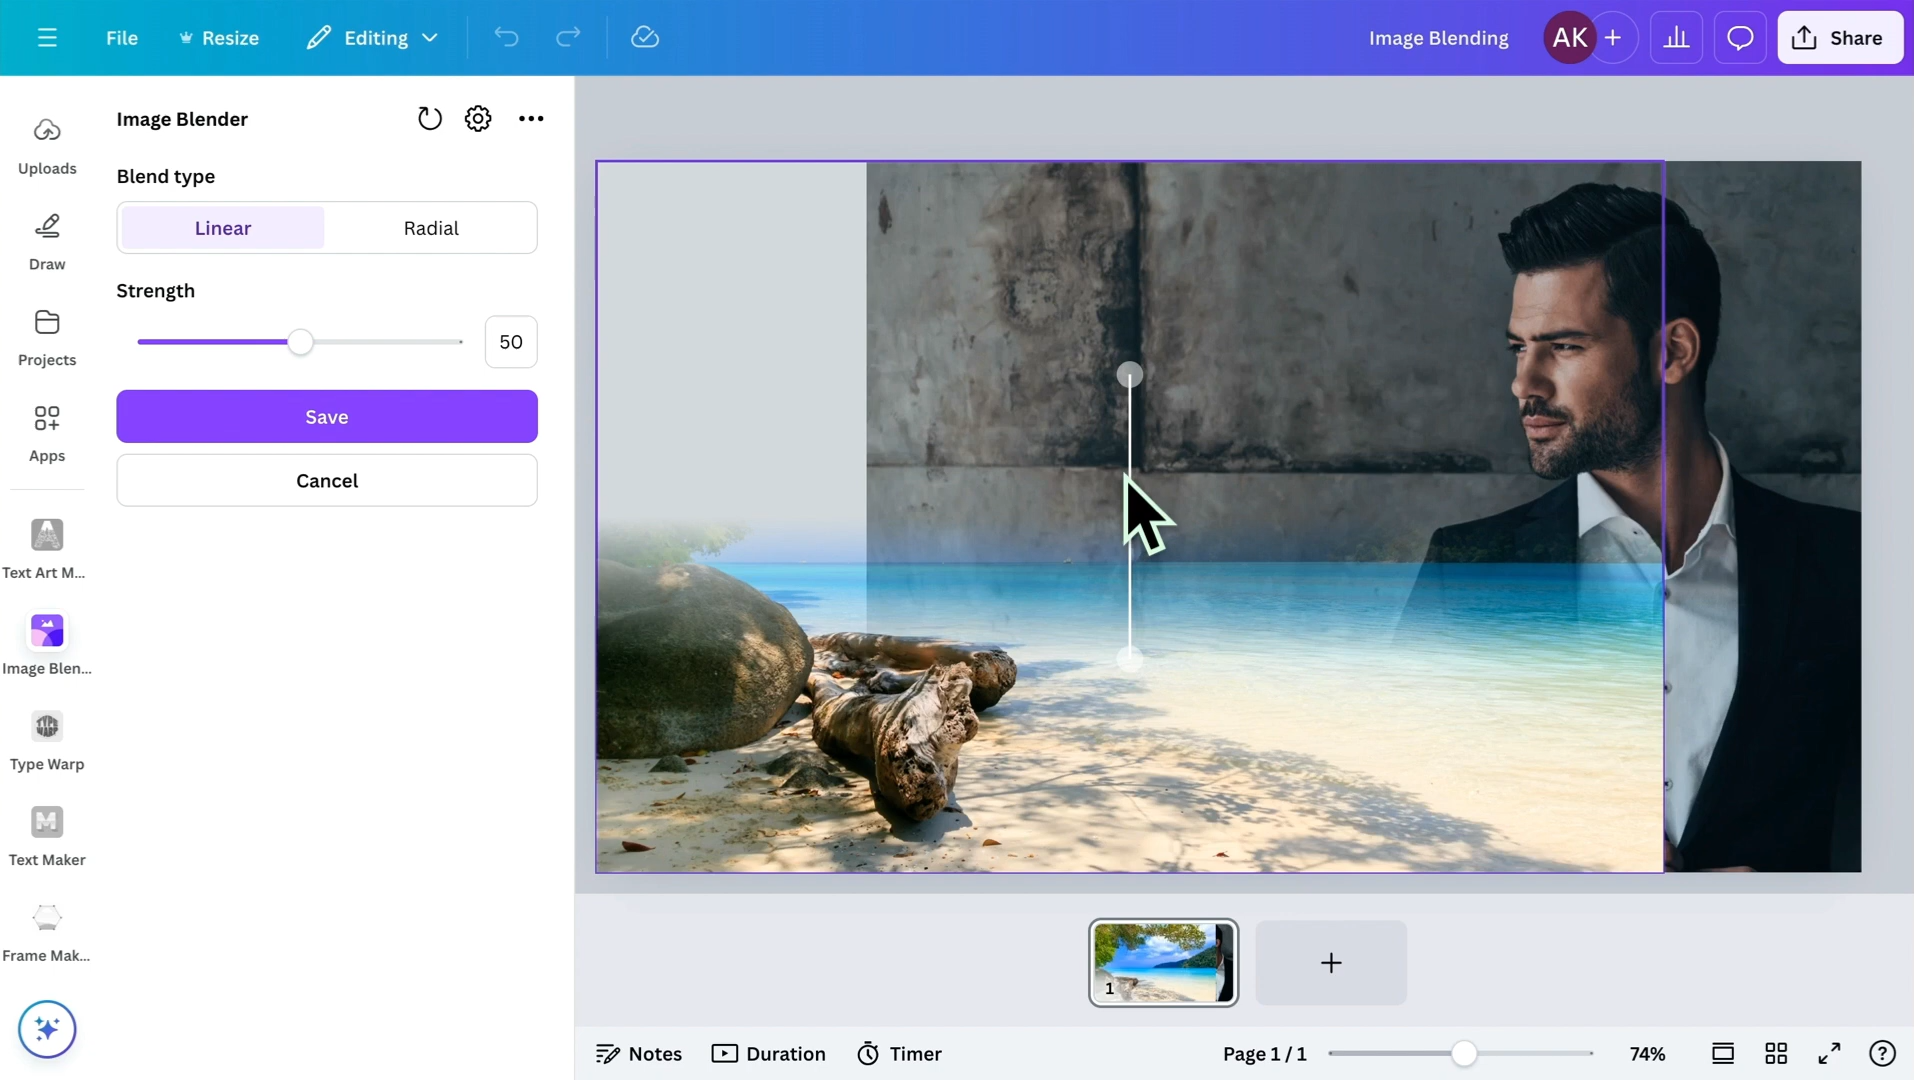 File
Resize
Editing
Image Blending
AK
Share
Image Blender
Blend type
Linear
Radial
Strength
50
Save
Cancel
Uploads
Draw
Projects
Apps
Text Art M...
Image Blen...
Type Warp
Text Maker
Frame Mak...
1
Notes
Duration
Timer
Page 1 / 1
74%